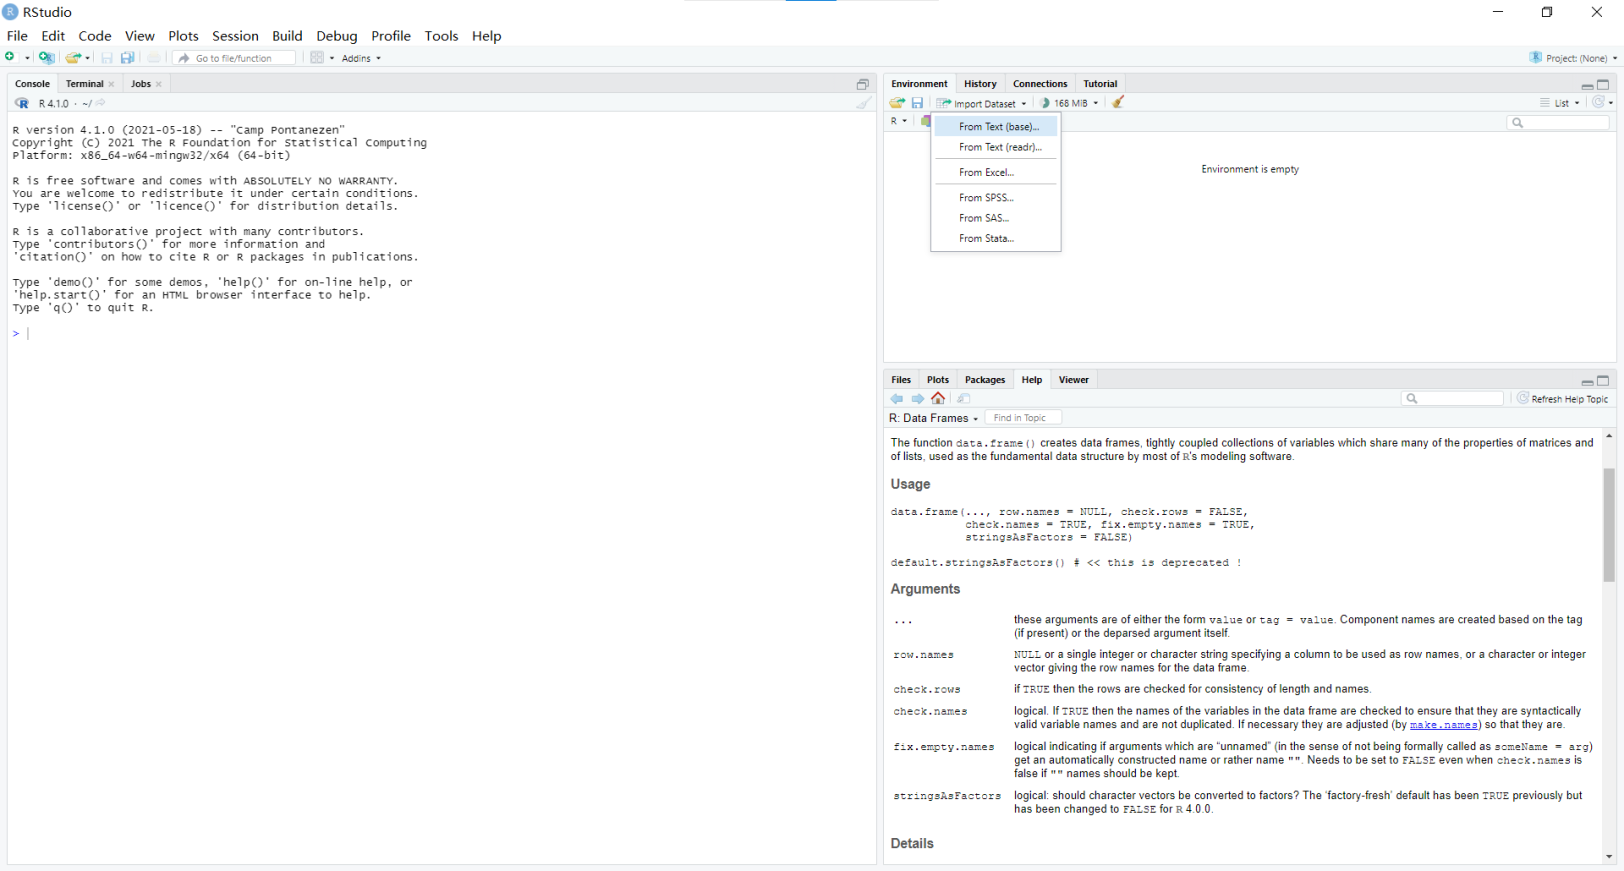 RStudio
File Edit Code View Plots Session Build Debug Profile Tools Help
Go to file/function Addins Project: (None)
Console Terminal Jobs
R 4.1.0 · ~/
R version 4.1.0 (2021-05-18) -- "Camp Pontanezen"
Copyright (C) 2021 The R Foundation for Statistical Computing
Platform: x86_64-w64-mingw32/x64 (64-bit)
R is free software and comes with ABSOLUTELY NO WARRANTY.
You are welcome to redistribute it under certain conditions.
Type 'license()' or 'licence()' for distribution details.
R is a collaborative project with many contributors.
Type 'contributors()' for more information and
'citation()' on how to cite R or R packages in publications.
Type 'demo()' for some demos, 'help()' for on-line help, or
'help.start()' for an HTML browser interface to help.
Type 'q()' to quit R.
>
Environment History Connections Tutorial
Import Dataset 168 MiB List
R
From Text (base)...
From Text (readr)...
From Excel...
From SPSS...
From SAS...
From Stata...
Environment is empty
Files Plots Packages Help Viewer
Refresh Help Topic
R: Data Frames Find in Topic
The function data.frame() creates data frames, tightly coupled collections of variables which share many of the properties of matrices and
of lists, used as the fundamental data structure by most of R's modeling software.
Usage
data.frame(..., row.names = NULL, check.rows = FALSE,
check.names = TRUE, fix.empty.names = TRUE,
stringsAsFactors = FALSE)
default.stringsAsFactors() # << this is deprecated !
Arguments
... these arguments are of either the form value or tag = value. Component names are created based on the tag
(if present) or the deparsed argument itself.
row.names NULL or a single integer or character string specifying a column to be used as row names, or a character or integer
vector giving the row names for the data frame.
check.rows if TRUE then the rows are checked for consistency of length and names.
check.names logical. If TRUE then the names of the variables in the data frame are checked to ensure that they are syntactically
valid variable names and are not duplicated. If necessary they are adjusted (by make.names) so that they are.
fix.empty.names logical indicating if arguments which are "unnamed" (in the sense of not being formally called as someName = arg)
get an automatically constructed name or rather name "". Needs to be set to FALSE even when check.names is
false if "" names should be kept.
stringsAsFactors logical: should character vectors be converted to factors? The 'factory-fresh' default has been TRUE previously but
has been changed to FALSE for R 4.0.0.
Details